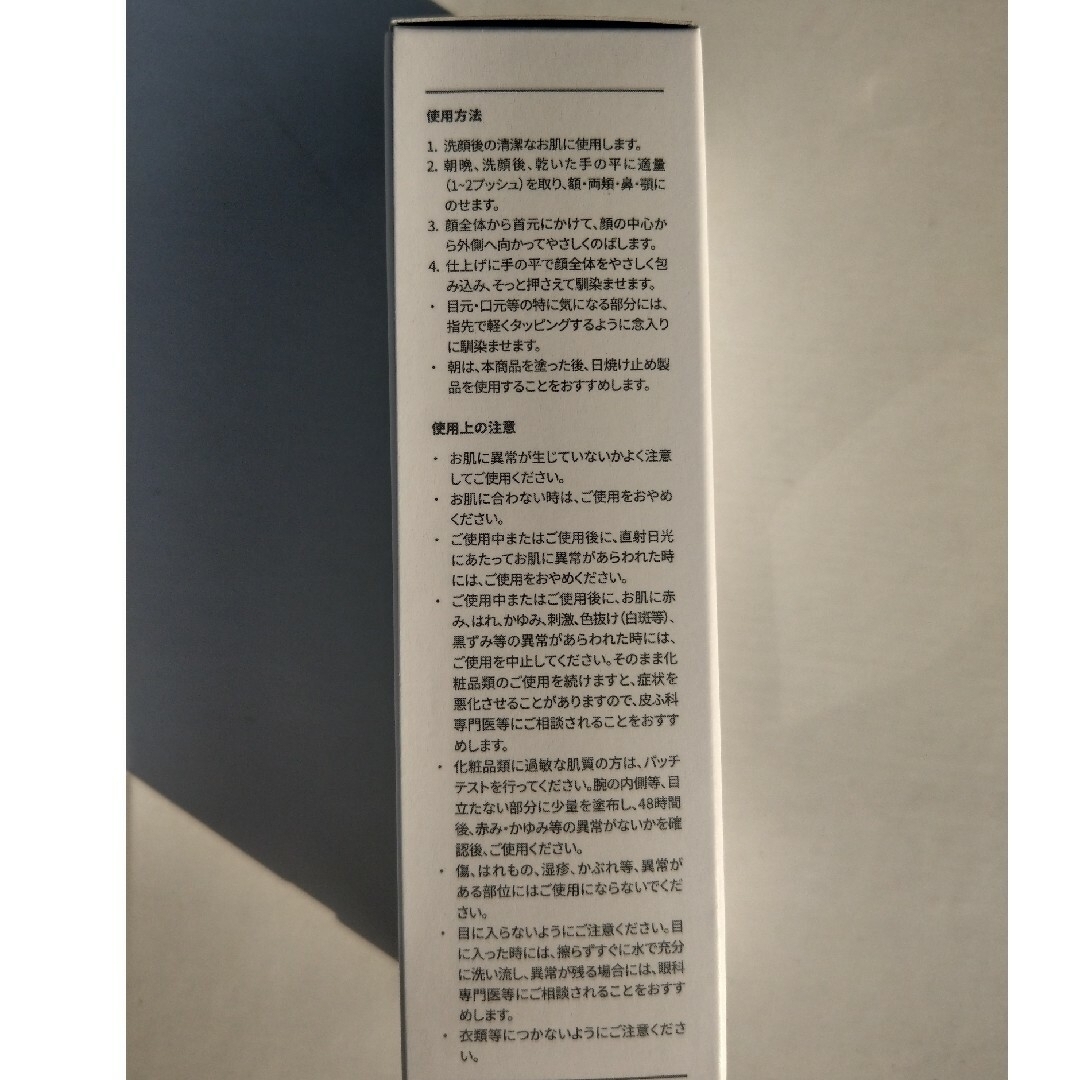 使用方法
1. 洗顔後の清潔なお肌に使用します。
2. 朝晩、洗顔後、乾いた手の平に適量
（1~2プッシュ）を取り、額・両頬・鼻・顎に
のせます。
3. 顔全体から首元にかけて、顔の中心か
ら外側へ向かってやさしくのばします。
4. 仕上げに手の平で顔全体をやさしく包
み込み、そっと押さえて馴染ませます。
・ 目元・口元等の特に気になる部分には、
指先で軽くタッピングするように念入り
に馴染ませます。
・ 朝は、本商品を塗った後、日焼け止め製
品を使用することをおすすめします。
使用上の注意
・ お肌に異常が生じていないかよく注意
してご使用ください。
・ お肌に合わない時は、ご使用をおやめ
ください。
・ ご使用中またはご使用後に、直射日光
にあたってお肌に異常があらわれた時
には、ご使用をおやめください。
・ ご使用中またはご使用後に、お肌に赤
み、はれ、かゆみ、刺激、色抜け（白斑等）、
黒ずみ等の異常があらわれた時には、
ご使用を中止してください。そのまま化
粧品類のご使用を続けますと、症状を
悪化させることがありますので、皮ふ科
専門医等にご相談されることをおすす
めします。
・ 化粧品類に過敏な肌質の方は、パッチ
テストを行ってください。腕の内側等、目
立たない部分に少量を塗布し、48時間
後、赤み・かゆみ等の異常がないかを確
認後、ご使用ください。
・ 傷、はれもの、湿疹、かぶれ等、異常が
ある部位にはご使用にならないでくだ
さい。
・ 目に入らないようにご注意ください。目
に入った時には、擦らずすぐに水で充分
に洗い流し、異常が残る場合には、眼科
専門医等にご相談されることをおすす
めします。
・ 衣類等につかないようにご注意くださ
い。